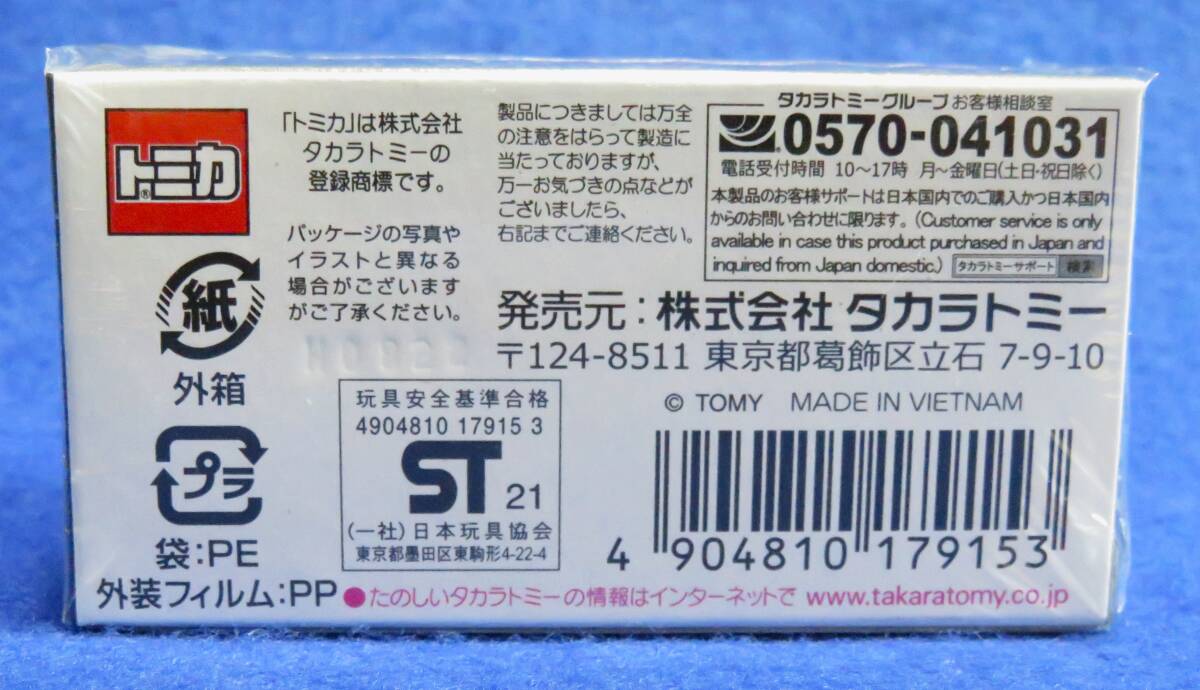 トミカ®
「トミカ」は株式会社
タカラトミーの
登録商標です。
パッケージの写真や
イラストと異なる
場合がございます
がご了承ください。
製品につきましては万全
の注意をはらって製造に
当たっておりますが、
万一お気づきの点などが
ございましたら、
右記までご連絡ください。
タカラトミーグループ お客様相談室
0570-041031
電話受付時間 10〜17時 月〜金曜日(土日・祝日除く)
本製品のお客様サポートは日本国内でのご購入かつ日本国内
からのお問い合わせに限ります。(Customer service is only
available in case this product purchased in Japan and
inquired from Japan domestic.) タカラトミーサポート 検索
発売元:株式会社 タカラトミー
〒124-8511 東京都葛飾区立石 7-9-10
© TOMY MADE IN VIETNAM
紙
外箱
プラ
袋:PE
外装フィルム:PP
玩具安全基準合格
4904810 17915 3
ST 21
(一社)日本玩具協会
東京都墨田区東駒形4-22-4
4 904810 179153
●たのしいタカラトミーの情報はインターネットで www.takaratomy.co.jp